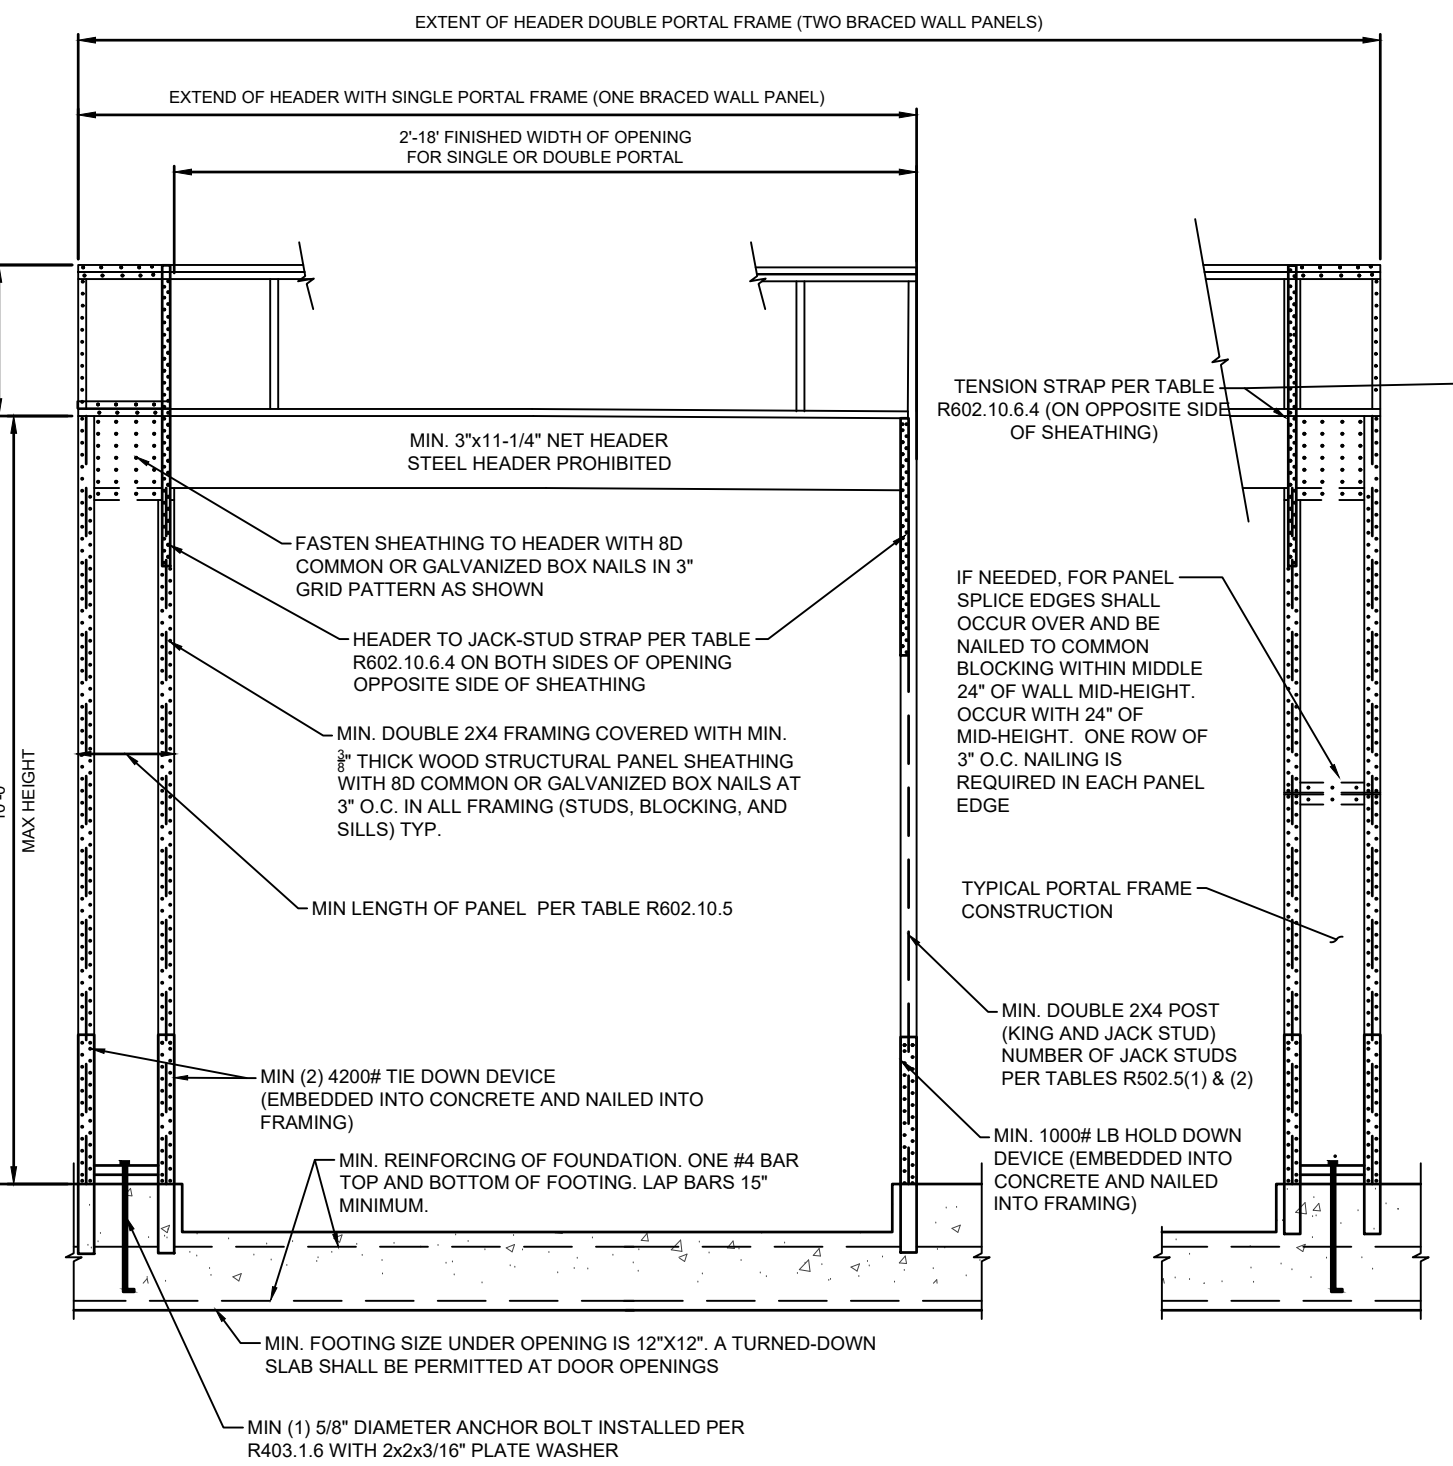 EXTENT OF HEADER DOUBLE PORTAL FRAME (TWO BRACED WALL PANELS)
EXTEND OF HEADER WITH SINGLE PORTAL FRAME (ONE BRACED WALL PANEL)
2'-18' FINISHED WIDTH OF OPENING
FOR SINGLE OR DOUBLE PORTAL
TENSION STRAP PER TABLE
R602.10.6.4 (ON OPPOSITE SIDE
OF SHEATHING)
MIN. 3"x11-1/4" NET HEADER
STEEL HEADER PROHIBITED
FASTEN SHEATHING TO HEADER WITH 8D
COMMON OR GALVANIZED BOX NAILS IN 3"
GRID PATTERN AS SHOWN
HEADER TO JACK-STUD STRAP PER TABLE
R602.10.6.4 ON BOTH SIDES OF OPENING
OPPOSITE SIDE OF SHEATHING
IF NEEDED, FOR PANEL
SPLICE EDGES SHALL
OCCUR OVER AND BE
NAILED TO COMMON
BLOCKING WITHIN MIDDLE
24" OF WALL MID-HEIGHT.
OCCUR WITH 24" OF
MID-HEIGHT. ONE ROW OF
3" O.C. NAILING IS
REQUIRED IN EACH PANEL
EDGE
MIN. DOUBLE 2X4 FRAMING COVERED WITH MIN.
3/8" THICK WOOD STRUCTURAL PANEL SHEATHING
WITH 8D COMMON OR GALVANIZED BOX NAILS AT
3" O.C. IN ALL FRAMING (STUDS, BLOCKING, AND
SILLS) TYP.
MAX HEIGHT
MIN LENGTH OF PANEL PER TABLE R602.10.5
TYPICAL PORTAL FRAME
CONSTRUCTION
MIN. DOUBLE 2X4 POST
(KING AND JACK STUD)
NUMBER OF JACK STUDS
PER TABLES R502.5(1) & (2)
MIN (2) 4200# TIE DOWN DEVICE
(EMBEDDED INTO CONCRETE AND NAILED INTO
FRAMING)
MIN. 1000# LB HOLD DOWN
DEVICE (EMBEDDED INTO
CONCRETE AND NAILED
INTO FRAMING)
MIN. REINFORCING OF FOUNDATION. ONE #4 BAR
TOP AND BOTTOM OF FOOTING. LAP BARS 15"
MINIMUM.
MIN. FOOTING SIZE UNDER OPENING IS 12"X12". A TURNED-DOWN
SLAB SHALL BE PERMITTED AT DOOR OPENINGS
MIN (1) 5/8" DIAMETER ANCHOR BOLT INSTALLED PER
R403.1.6 WITH 2x2x3/16" PLATE WASHER